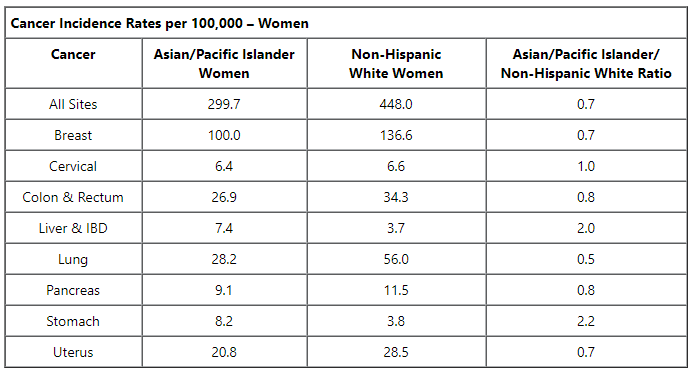 Cancer Incidence Rates per 100,000 – Women
Cancer
Asian/Pacific Islander
Women
Non-Hispanic
White Women
Asian/Pacific Islander/
Non-Hispanic White Ratio
All Sites 299.7 448.0 0.7
Breast 100.0 136.6 0.7
Cervical 6.4 6.6 1.0
Colon & Rectum 26.9 34.3 0.8
Liver & IBD 7.4 3.7 2.0
Lung 28.2 56.0 0.5
Pancreas 9.1 11.5 0.8
Stomach 8.2 3.8 2.2
Uterus 20.8 28.5 0.7